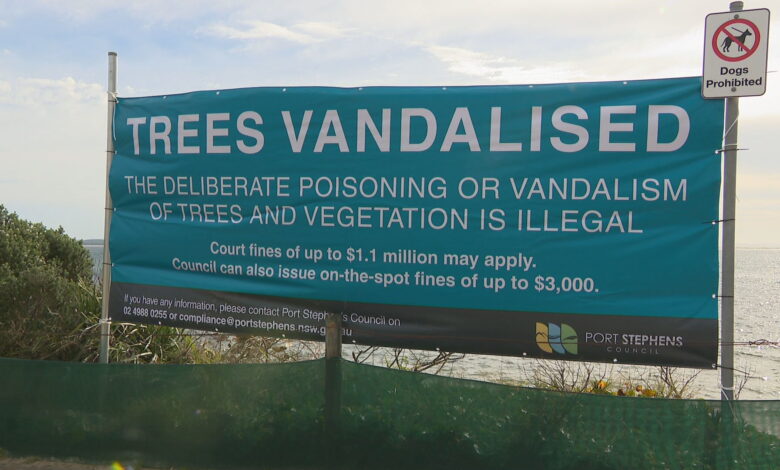 Dogs
Prohibited
TREES VANDALISED
THE DELIBERATE POISONING OR VANDALISM
OF TREES AND VEGETATION IS ILLEGAL
Court fines of up to $1.1 million may apply.
Council can also issue on-the-spot fines of up to $3,000.
If you have any information, please contact Port Stephen's Council on
02 4988 0255 or compliance@portstephens.nsw.gov.au
PORT STEPHENS
COUNCIL